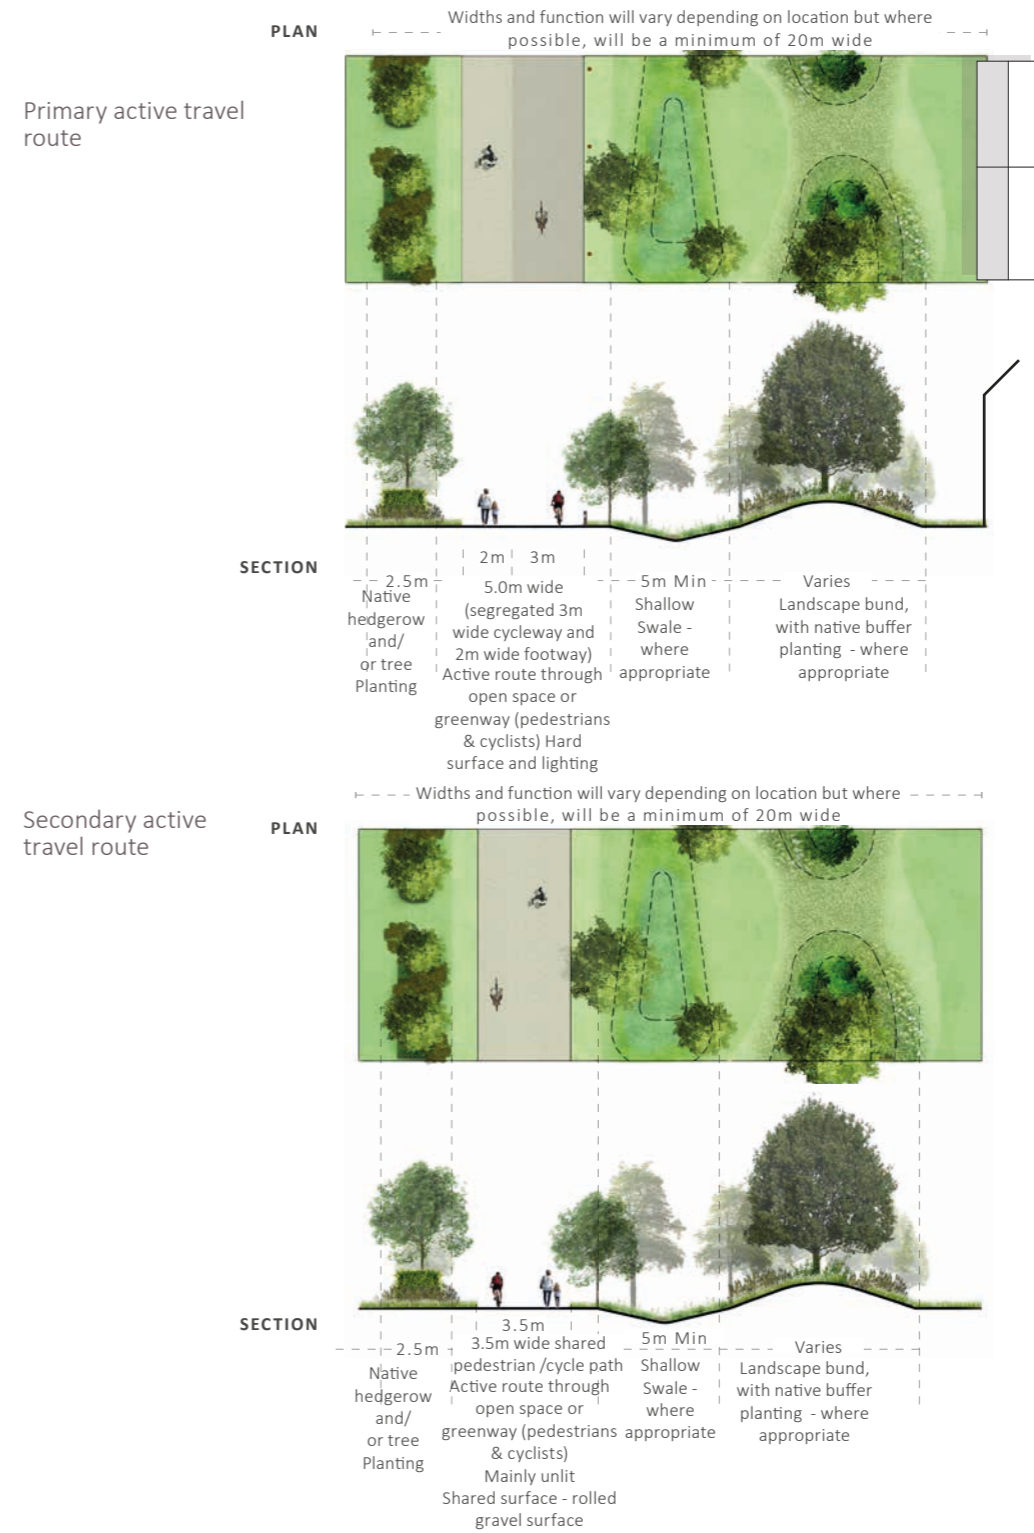 PLAN
Widths and function will vary depending on location but where
possible, will be a minimum of 20m wide
Primary active travel
route
SECTION
2m
3m
2.5m
Native
hedgerow
and/
or tree
Planting
5.0m wide
(segregated 3m
wide cycleway and
2m wide footway)
Active route through
open space or
greenway (pedestrians
& cyclists) Hard
surface and lighting
5m Min
Shallow
Swale -
where
appropriate
Varies
Landscape bund,
with native buffer
planting - where
appropriate
Secondary active
travel route
PLAN
Widths and function will vary depending on location but where
possible, will be a minimum of 20m wide
SECTION
3.5m
2.5m
Native
hedgerow
and/
or tree
Planting
3.5m wide shared
pedestrian /cycle path
Active route through
open space or
greenway (pedestrians
& cyclists)
Mainly unlit
Shared surface - rolled
gravel surface
5m Min
Shallow
Swale -
where
appropriate
Varies
Landscape bund,
with native buffer
planting - where
appropriate